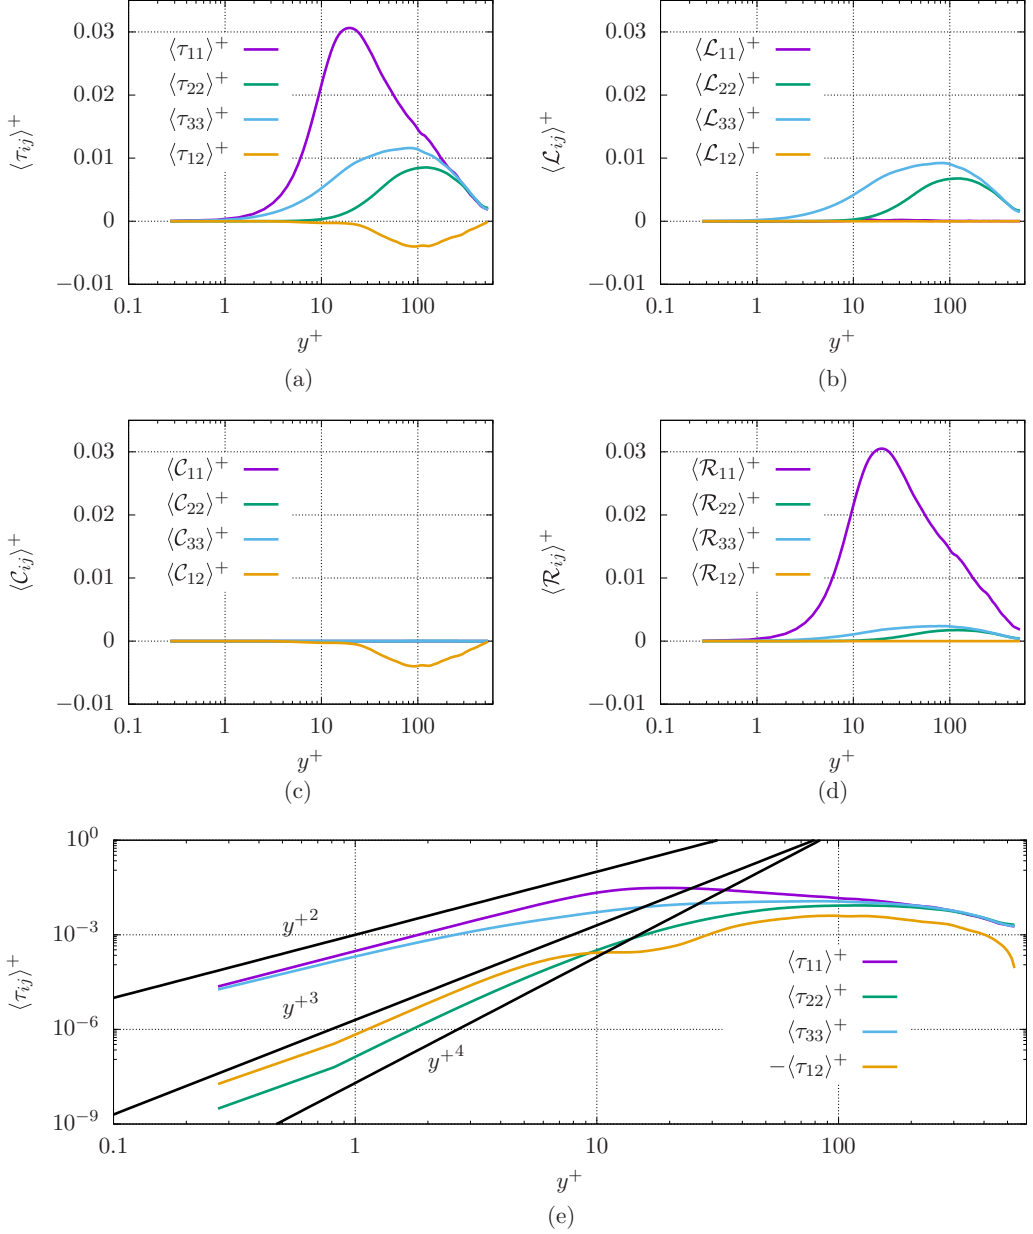 ⟨τ₁₁⟩⁺
⟨τ₂₂⟩⁺
⟨τ₃₃⟩⁺
⟨τ₁₂⟩⁺
0.03
0.02
0.01
0
−0.01
0.1 1 10 100
⟨τᵢⱼ⟩⁺
y⁺
(a)
⟨ℒ₁₁⟩⁺
⟨ℒ₂₂⟩⁺
⟨ℒ₃₃⟩⁺
⟨ℒ₁₂⟩⁺
0.03
0.02
0.01
0
−0.01
0.1 1 10 100
⟨ℒᵢⱼ⟩⁺
y⁺
(b)
⟨𝒞₁₁⟩⁺
⟨𝒞₂₂⟩⁺
⟨𝒞₃₃⟩⁺
⟨𝒞₁₂⟩⁺
0.03
0.02
0.01
0
−0.01
0.1 1 10 100
⟨𝒞ᵢⱼ⟩⁺
y⁺
(c)
⟨ℛ₁₁⟩⁺
⟨ℛ₂₂⟩⁺
⟨ℛ₃₃⟩⁺
⟨ℛ₁₂⟩⁺
0.03
0.02
0.01
0
−0.01
0.1 1 10 100
⟨ℛᵢⱼ⟩⁺
y⁺
(d)
10⁰
10⁻³
10⁻⁶
10⁻⁹
0.1 1 10 100
⟨τᵢⱼ⟩⁺
y⁺²
y⁺³
y⁺⁴
⟨τ₁₁⟩⁺
⟨τ₂₂⟩⁺
⟨τ₃₃⟩⁺
−⟨τ₁₂⟩⁺
y⁺
(e)